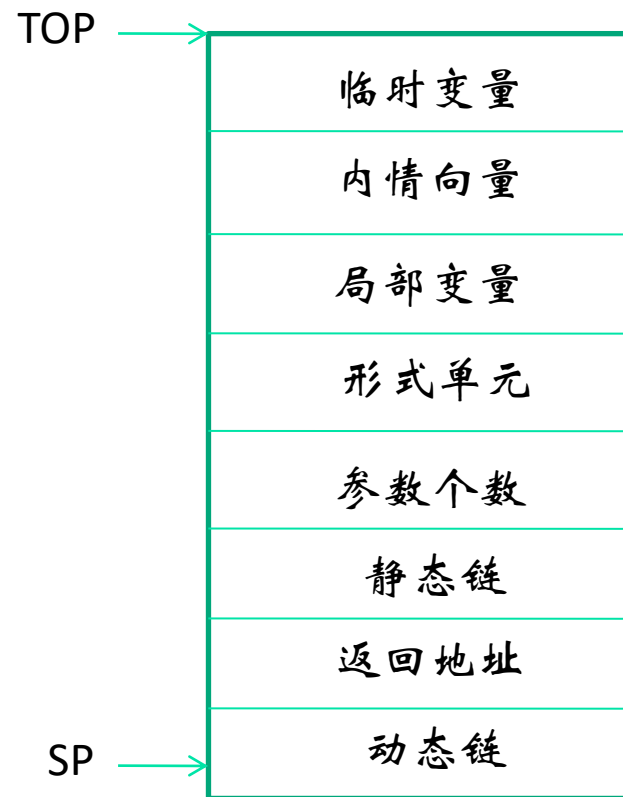 TOP
临时变量
内情向量
局部变量
形式单元
参数个数
静态链
返回地址
SP
动态链